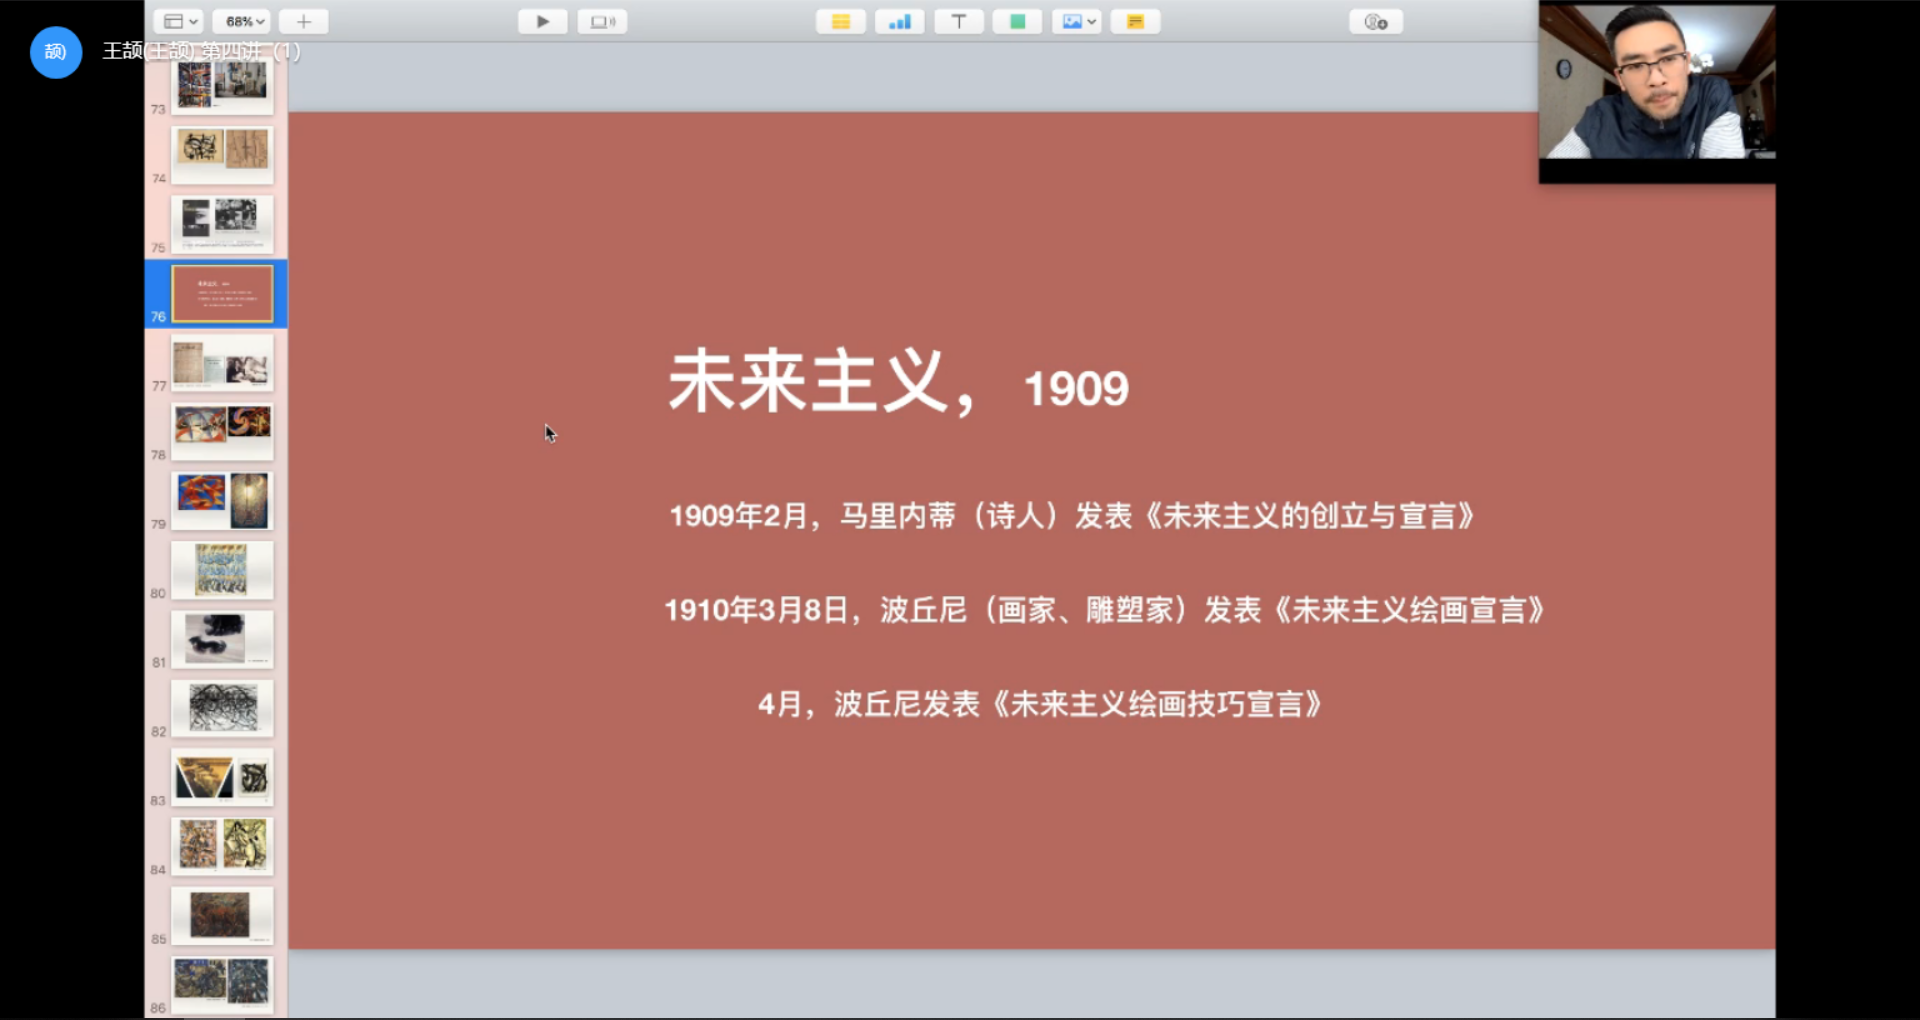 68%
颉)
王颉(王颉) 第四讲 (1)
73
74
75
76
77
78
79
80
81
82
83
84
85
86
未来主义，1909
1909年2月，马里内蒂（诗人）发表《未来主义的创立与宣言》
1910年3月8日，波丘尼（画家、雕塑家）发表《未来主义绘画宣言》
4月，波丘尼发表《未来主义绘画技巧宣言》